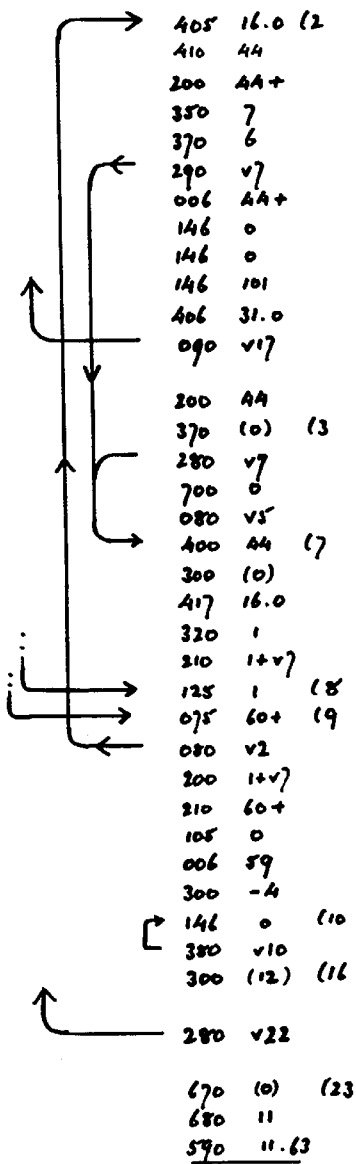 405 16.0 (2
410 44
200 44+
350 7
370 6
290 v7
006 44+
146 0
146 0
146 101
406 31.0
090 v17
200 44
370 (0) (3
280 v7
700 0
080 v5
400 44 (7
300 (0)
417 16.0
320 1
210 1+v7
125 1 (8
075 60+ (9
080 v2
200 1+v7
210 60+
105 0
006 59
300 -4
146 0 (10
380 v10
300 (12) (16
280 v22
670 (0) (23
680 11
590 11.63